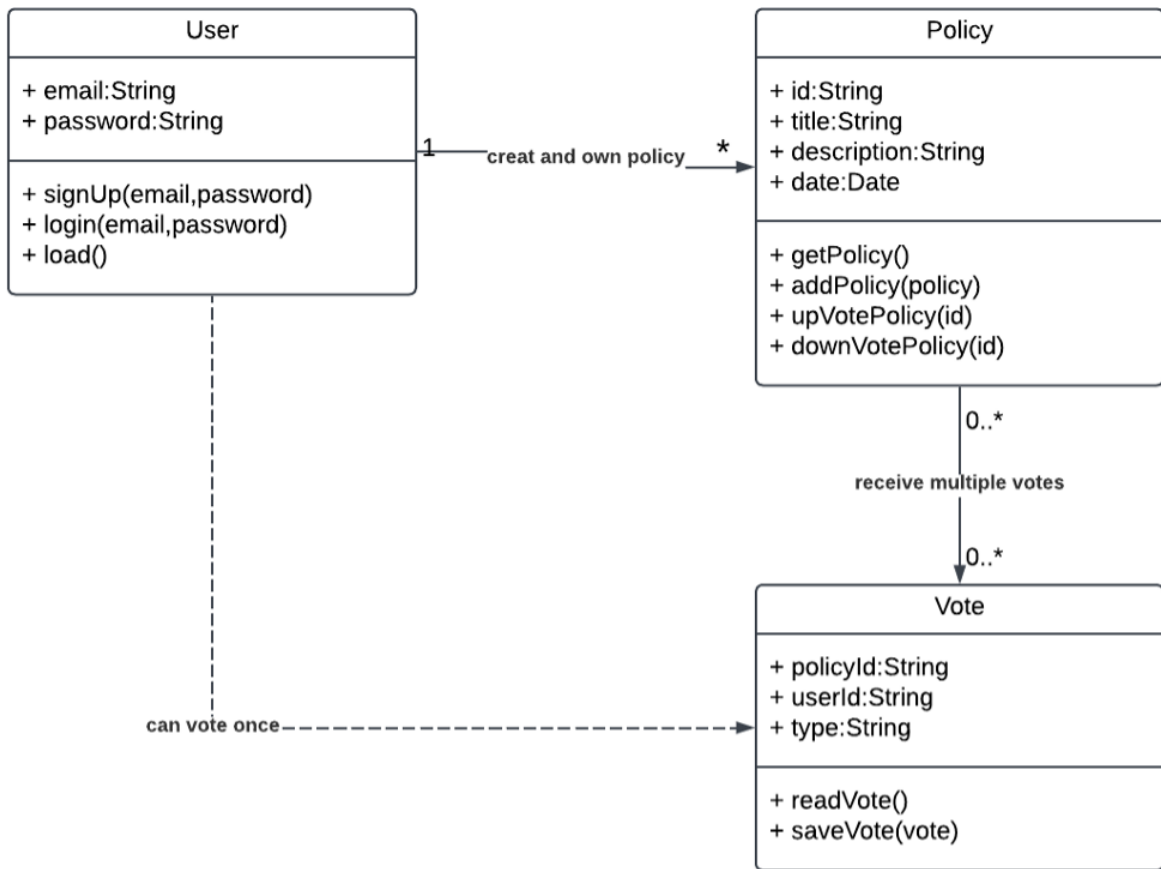 User
+ email:String
+ password:String
+ signUp(email,password)
+ login(email,password)
+ load()
1
creat and own policy
*
Policy
+ id:String
+ title:String
+ description:String
+ date:Date
+ getPolicy()
+ addPolicy(policy)
+ upVotePolicy(id)
+ downVotePolicy(id)
0..*
receive multiple votes
0..*
Vote
+ policyId:String
+ userId:String
+ type:String
+ readVote()
+ saveVote(vote)
can vote once